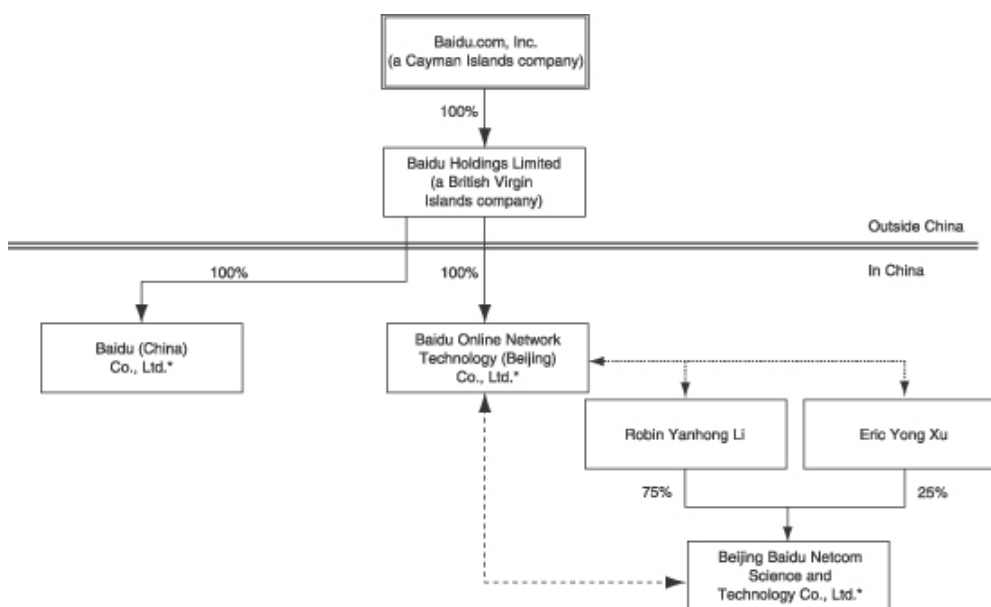 Baidu.com, Inc.
(a Cayman Islands company)
100%
Baidu Holdings Limited
(a British Virgin
Islands company)
Outside China
100%
100%
In China
Baidu (China)
Co., Ltd.*
Baidu Online Network
Technology (Beijing)
Co., Ltd.*
Robin Yanhong Li
Eric Yong Xu
75%
25%
Beijing Baidu Netcom
Science and
Technology Co., Ltd.*